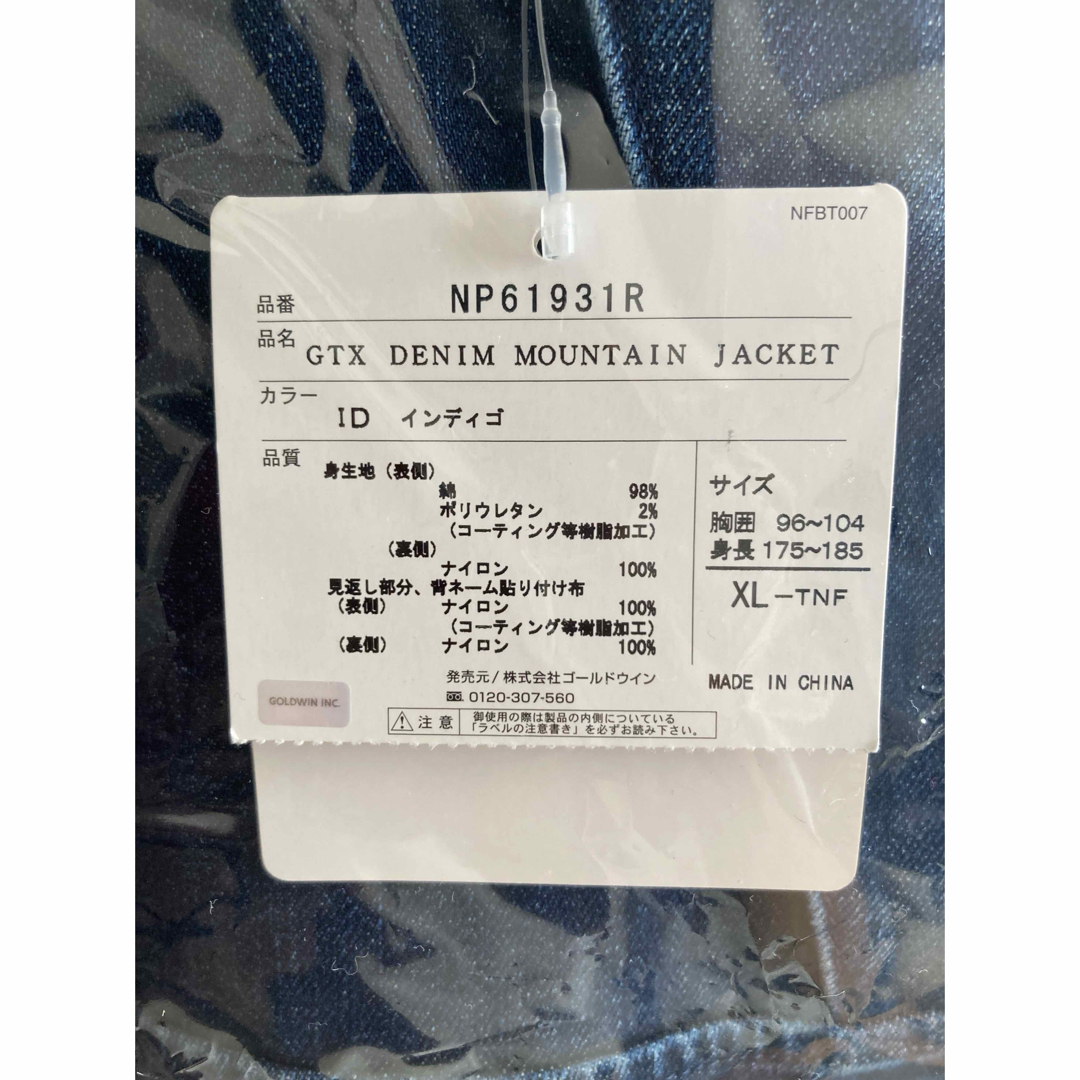 NFBT007
品番 NP61931R
品名 GTX DENIM MOUNTAIN JACKET
カラー
ID インディゴ
品質
身生地（表側）
綿 98%
ポリウレタン 2%
（コーティング等樹脂加工）
（裏側）
ナイロン 100%
見返し部分、背ネーム貼り付け布
（表側） ナイロン 100%
（コーティング等樹脂加工）
（裏側） ナイロン 100%
サイズ
胸囲 96~104
身長 175~185
XL-TNF
MADE IN CHINA
発売元/株式会社ゴールドウイン
0120-307-560
GOLDWIN INC.
注意
御使用の際は製品の内側についている
「ラベルの注意書き」を必ずお読み下さい。